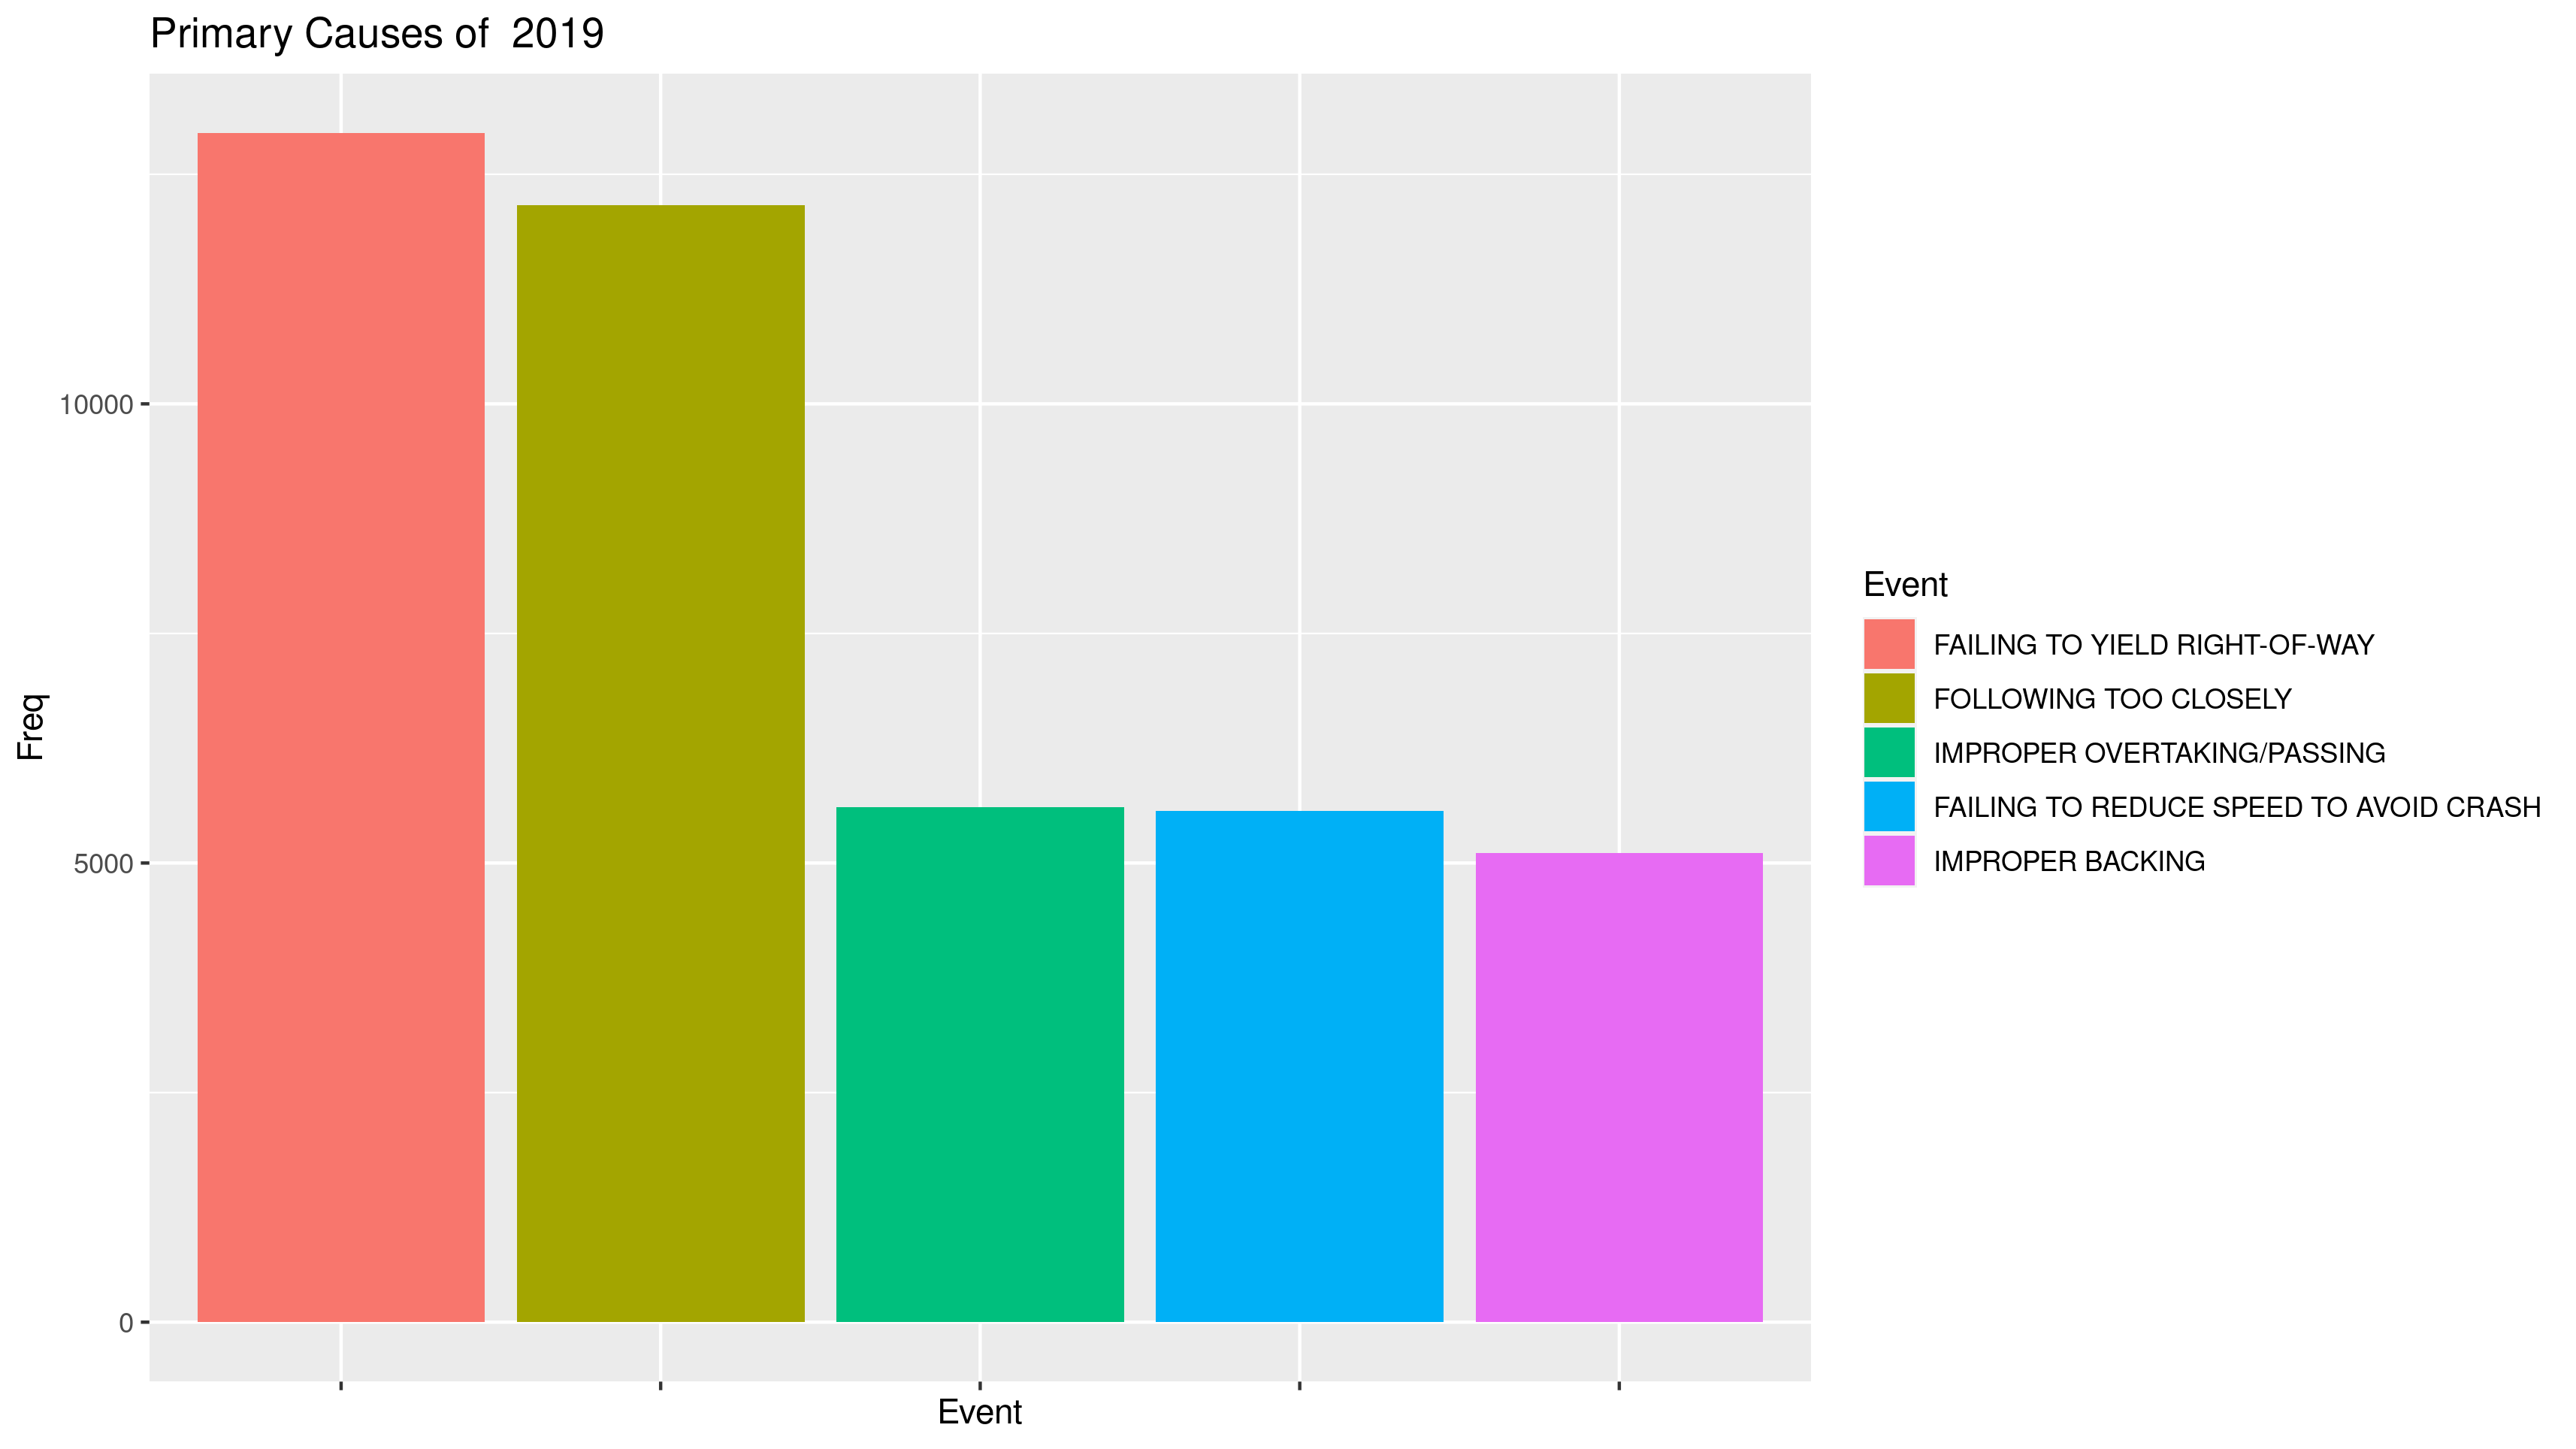 Primary Causes of  2019
Freq
10000
5000
0
Event
Event
FAILING TO YIELD RIGHT-OF-WAY
FOLLOWING TOO CLOSELY
IMPROPER OVERTAKING/PASSING
FAILING TO REDUCE SPEED TO AVOID CRASH
IMPROPER BACKING